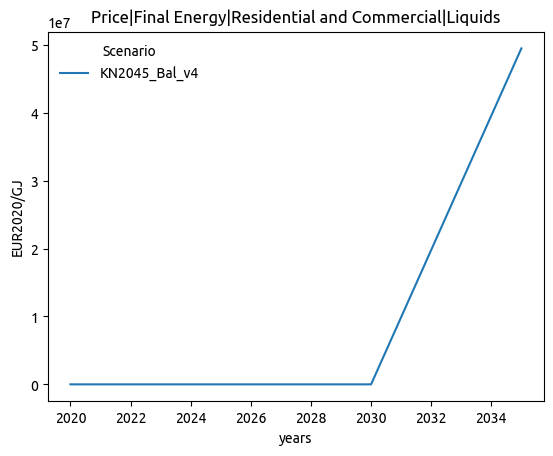 Price|Final Energy|Residential and Commercial|Liquids
1e7
Scenario
KN2045_Bal_v4
5
4
3
2
1
0
EUR2020/GJ
2020
2022
2024
2026
2028
2030
2032
2034
years